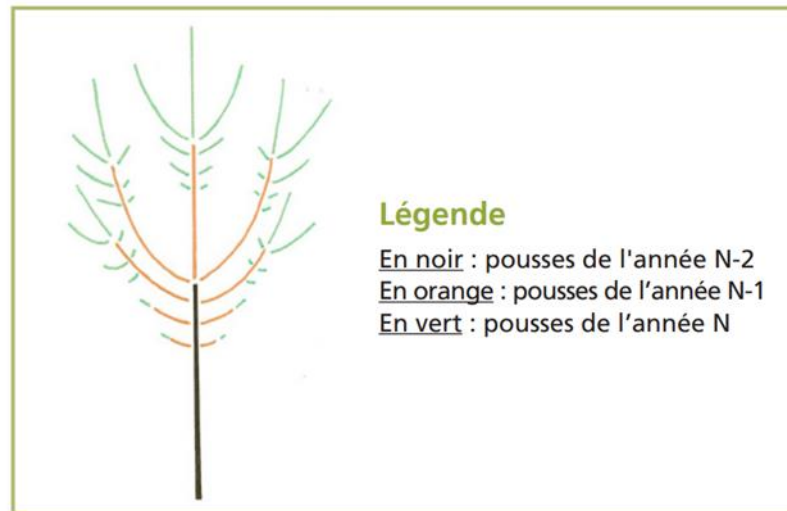 Légende
En noir : pousses de l'année N-2
En orange : pousses de l’année N-1
En vert : pousses de l’année N